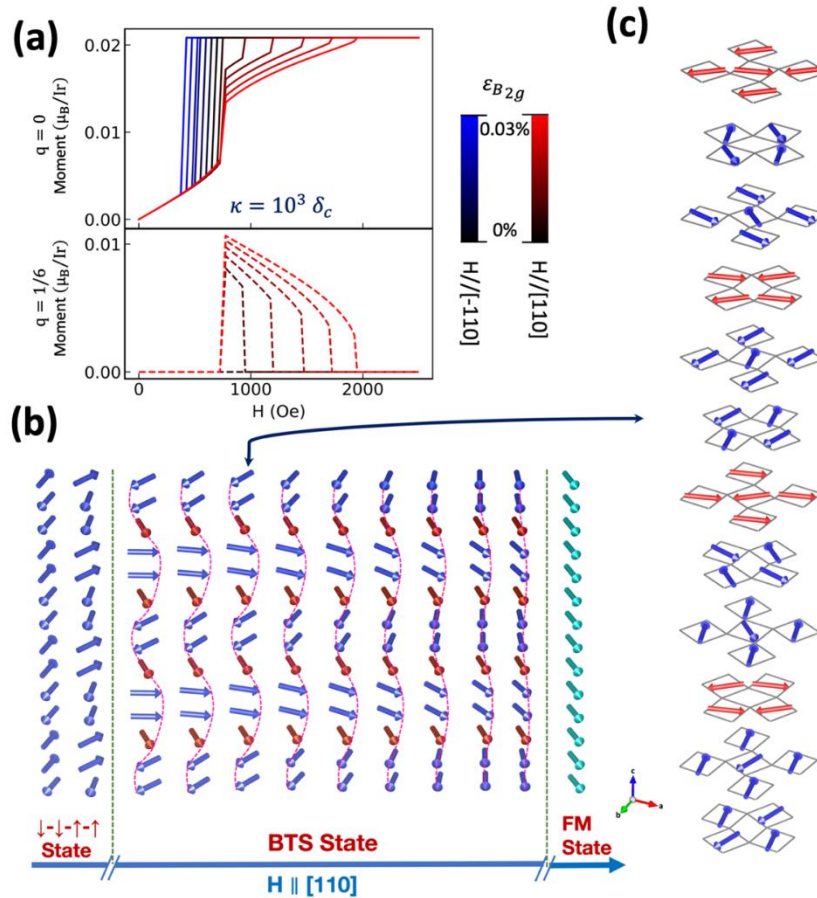 (a)
0.02
0.01
0.00
q = 0
Moment (μB/Ir)
κ = 10³ δc
0.01
0.00
q = 1/6
Moment (μB/Ir)
0
1000
2000
H (Oe)
εB2g
0.03%
0%
H//[-110]
H//[110]
(b)
↓-↓-↑-↑
State
BTS State
FM
State
H ∥ [110]
c
b
a
(c)